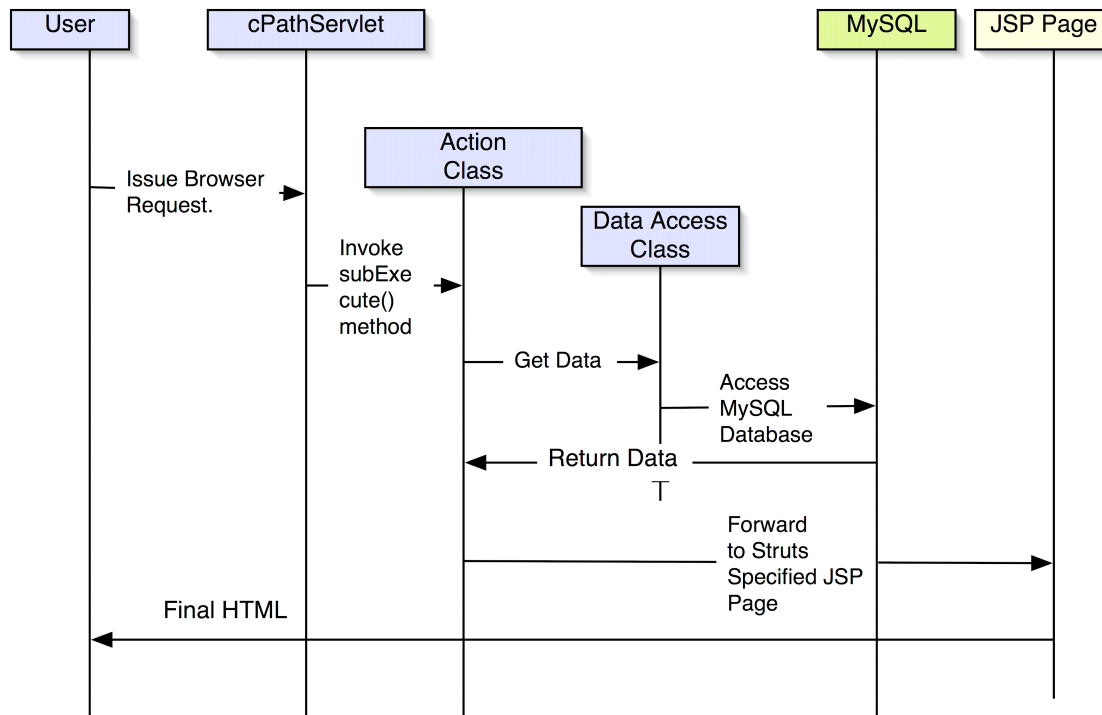 User
cPathServlet
MySQL
JSP Page
Action
Class
Issue Browser
Request.
Data Access
Class
Invoke
subExe
cute()
method
Get Data
Access
MySQL
Database
Return Data
Forward
to Struts
Specified JSP
Page
Final HTML